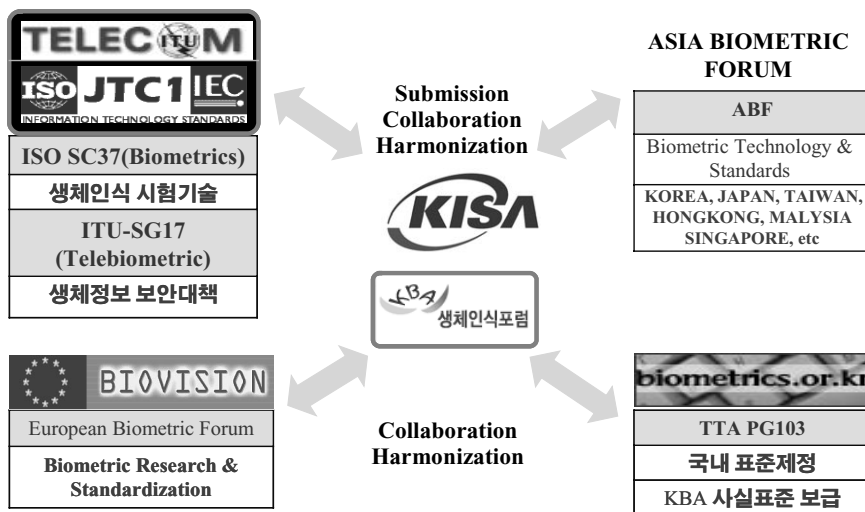 TELECOM
ITU
ISO JTC1 IEC
INFORMATION TECHNOLOGY STANDARDS
ISO SC37(Biometrics)
생체인식 시험기술
ITU-SG17
(Telebiometric)
생체정보 보안대책
Submission
Collaboration
Harmonization
KISA
KBA
생체인식포럼
ASIA BIOMETRIC
FORUM
ABF
Biometric Technology &
Standards
KOREA, JAPAN, TAIWAN,
HONGKONG, MALYSIA
SINGAPORE, etc
BIOVISION
European Biometric Forum
Biometric Research &
Standardization
Collaboration
Harmonization
biometrics.or.kr
TTA PG103
국내 표준제정
KBA 사실표준 보급